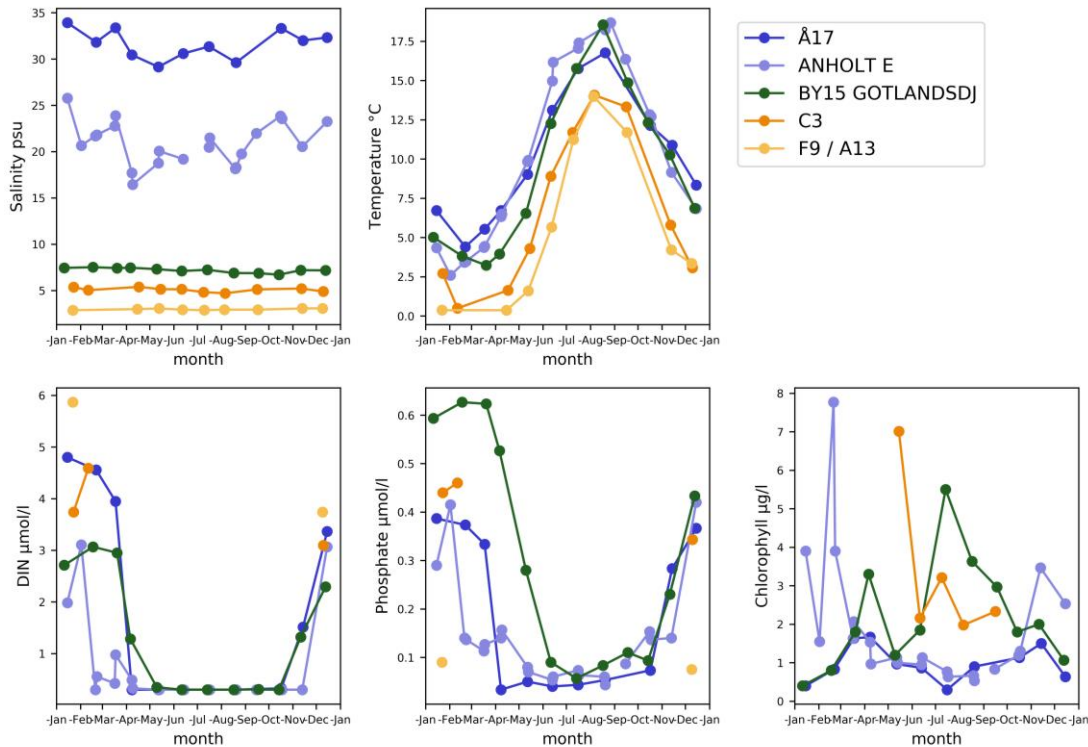 35
30
25
20
15
10
5
Salinity psu
-Jan -Feb -Mar -Apr -May -Jun -Jul -Aug -Sep -Oct -Nov -Dec -Jan
month
17.5
15.0
12.5
10.0
7.5
5.0
2.5
0.0
Temperature °C
-Jan -Feb -Mar -Apr -May -Jun -Jul -Aug -Sep -Oct -Nov -Dec -Jan
month
Å17
ANHOLT E
BY15 GOTLANDSDJ
C3
F9 / A13
6
5
4
3
2
1
DIN µmol/l
-Jan -Feb -Mar -Apr -May -Jun -Jul -Aug -Sep -Oct -Nov -Dec -Jan
month
0.6
0.5
0.4
0.3
0.2
0.1
Phosphate µmol/l
-Jan -Feb -Mar -Apr -May -Jun -Jul -Aug -Sep -Oct -Nov -Dec -Jan
month
8
7
6
5
4
3
2
1
0
Chlorophyll µg/l
-Jan -Feb -Mar -Apr -May -Jun -Jul -Aug -Sep -Oct -Nov -Dec -Jan
month